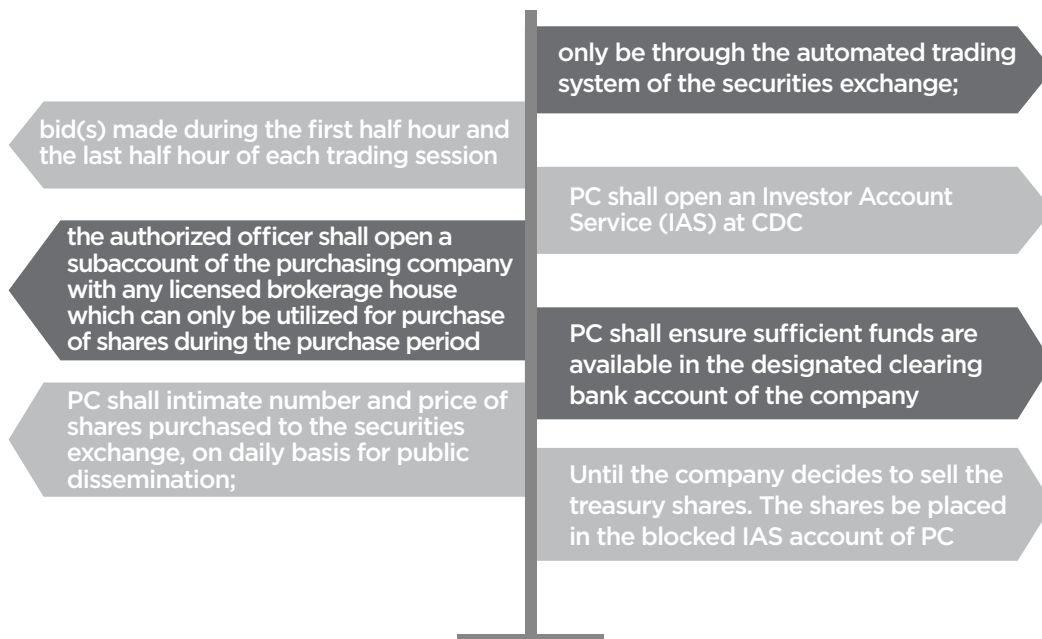 only be through the automated trading
system of the securities exchange;
bid(s) made during the first half hour and
the last half hour of each trading session
PC shall open an Investor Account
Service (IAS) at CDC
the authorized officer shall open a
subaccount of the purchasing company
with any licensed brokerage house
which can only be utilized for purchase
of shares during the purchase period
PC shall ensure sufficient funds are
available in the designated clearing
bank account of the company
PC shall intimate number and price of
shares purchased to the securities
exchange, on daily basis for public
dissemination;
Until the company decides to sell the
treasury shares. The shares be placed
in the blocked IAS account of PC